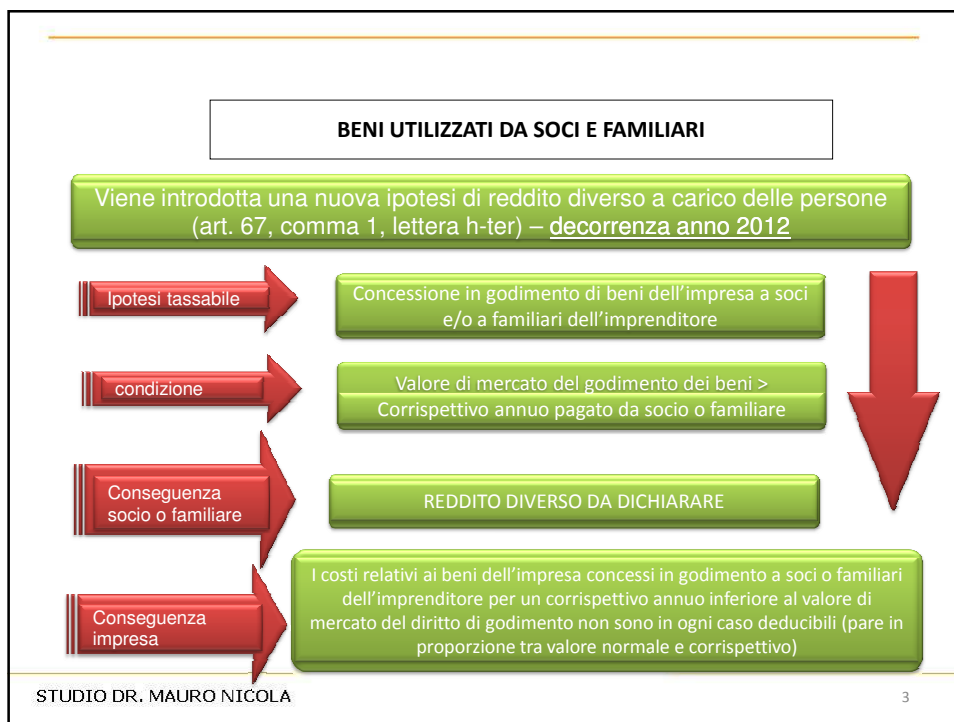 BENI UTILIZZATI DA SOCI E FAMILIARI
Viene introdotta una nuova ipotesi di reddito diverso a carico delle persone
(art. 67, comma 1, lettera h-ter) – decorrenza anno 2012
Ipotesi tassabile
Concessione in godimento di beni dell’impresa a soci
e/o a familiari dell’imprenditore
condizione
Valore di mercato del godimento dei beni >
Corrispettivo annuo pagato da socio o familiare
Conseguenza
socio o familiare
REDDITO DIVERSO DA DICHIARARE
Conseguenza
impresa
I costi relativi ai beni dell’impresa concessi in godimento a soci o familiari
dell’imprenditore per un corrispettivo annuo inferiore al valore di
mercato del diritto di godimento non sono in ogni caso deducibili (pare in
proporzione tra valore normale e corrispettivo)
STUDIO DR. MAURO NICOLA
3